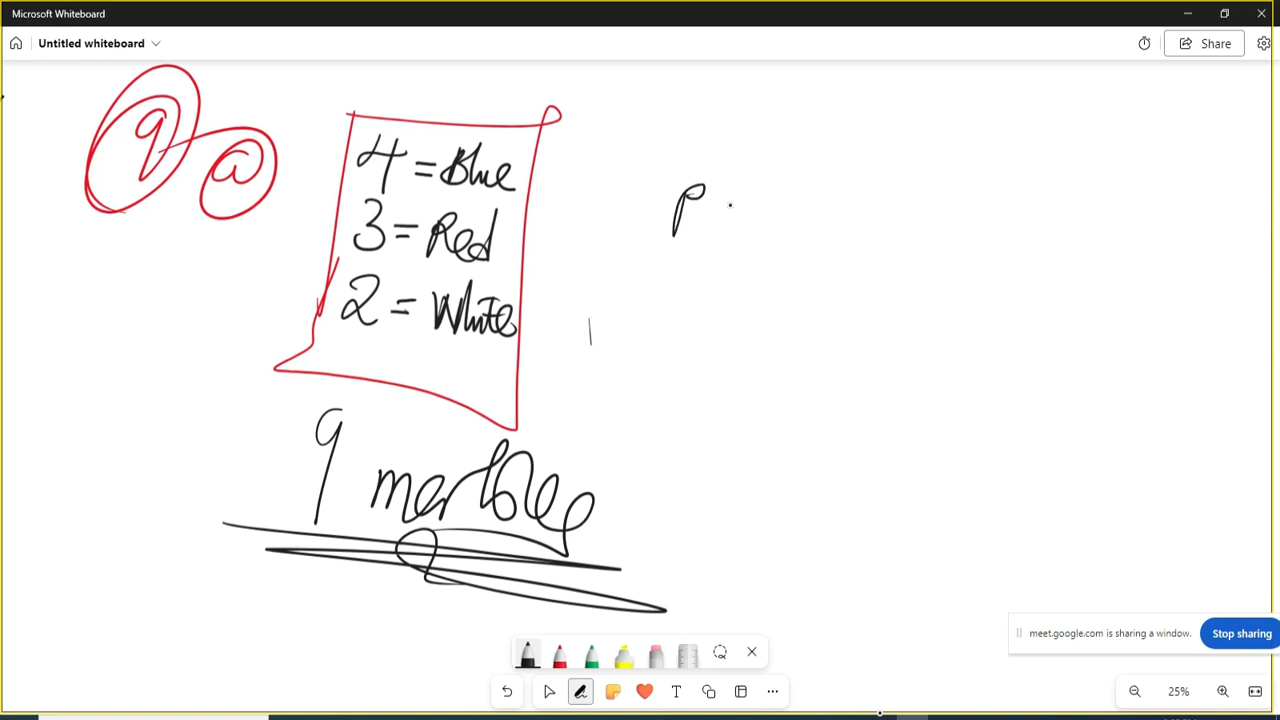 Microsoft Whiteboard
Untitled whiteboard
Share
9 a
4 = Blue
3 = Red
2 = White
P
9 marbles
meet.google.com is sharing a window.
Stop sharing
25%